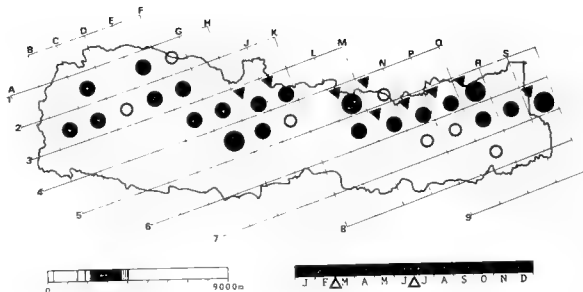 B C D E F
G H
J K
L M
N P Q
R S
A
1
2
3
4
5
6
7
8
9
0 9000m
J F M A M J J A S O N D